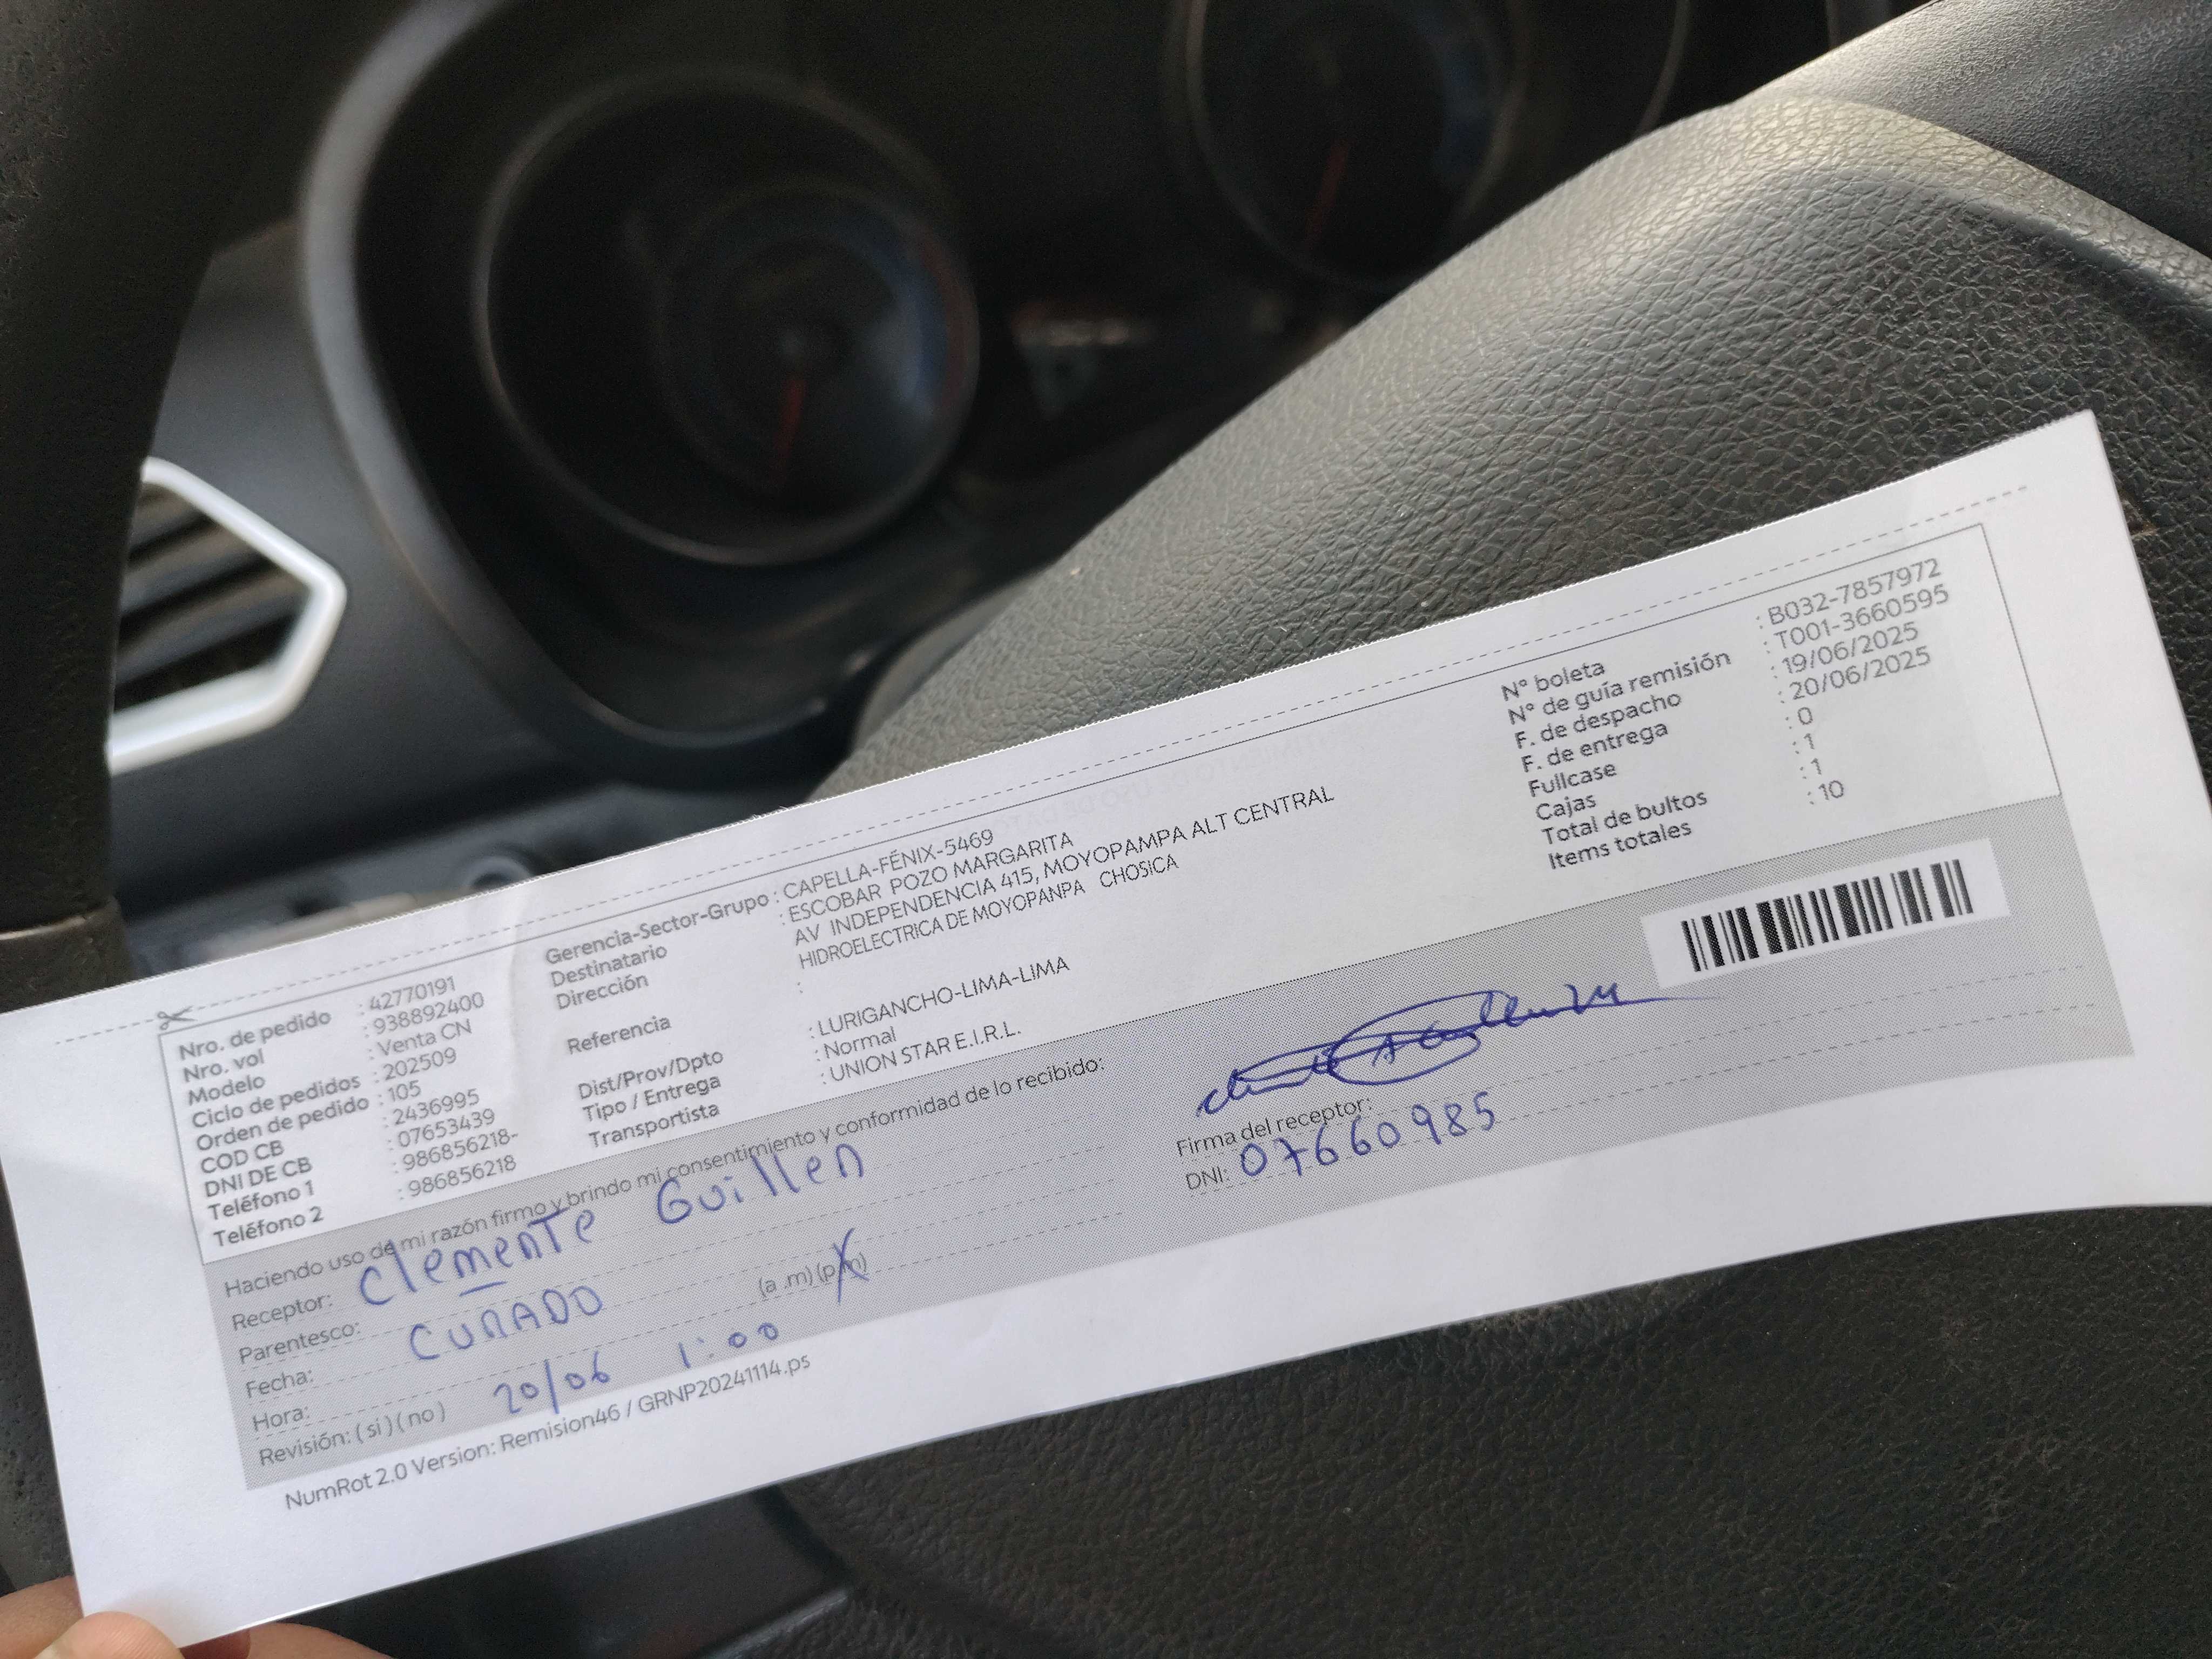 Nro. de pedido : 42770191
Nro. vol : 938892400
Modelo : Venta CN
Ciclo de pedidos : 202509
Orden de pedido : 105
COD CB : 2436995
DNI DE CB : 07653439
Teléfono 1 : 986856218-
Teléfono 2 : 986856218
Gerencia-Sector-Grupo : CAPELLA-FÉNIX-5469
Destinatario : ESCOBAR POZO MARGARITA
Dirección AV INDEPENDENCIA 415, MOYOPAMPA ALT CENTRAL
HIDROELECTRICA DE MOYOPANPA CHOSICA
Referencia :
Dist/Prov/Dpto : LURIGANCHO-LIMA-LIMA
Tipo / Entrega : Normal
Transportista : UNION STAR E.I.R.L.
N° boleta : B032-7857972
N° de guía remisión : T001-3660595
F. de despacho : 19/06/2025
F. de entrega : 20/06/2025
Fullcase : 0
Cajas : 1
Total de bultos : 1
Items totales : 10
Haciendo uso de mi razón firmo y brindo mi consentimiento y conformidad de lo recibido:
Receptor: Clemente Guillen
Parentesco: CUÑADO
Fecha: 20/06
Hora: 1:00 (a .m) (p.m)
Revisión: ( si ) ( no )
Firma del receptor:
DNI: 07660985
NumRot 2.0 Version: Remision46 / GRNP20241114.ps